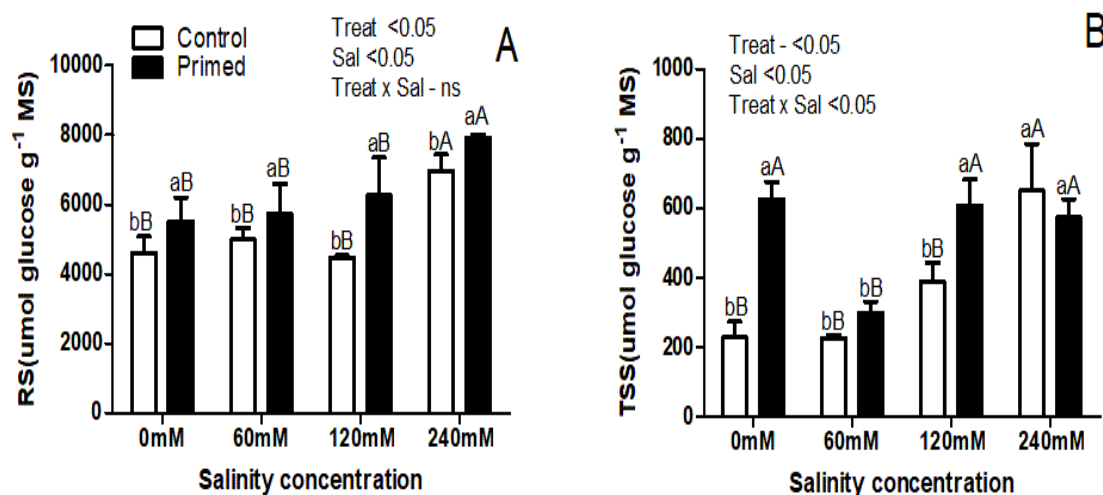 Control
Primed
Treat <0.05
Sal <0.05
Treat x Sal - ns
A
RS(umol glucose g⁻¹ MS)
10000
8000
6000
4000
2000
0
bB
aB
bB
aB
bB
aB
bA
aA
0mM
60mM
120mM
240mM
Salinity concentration
B
Treat - <0.05
Sal <0.05
Treat x Sal <0.05
TSS(umol glucose g⁻¹ MS)
1000
800
600
400
200
0
bB
aA
bB
bB
bB
aA
aA
aA
0mM
60mM
120mM
240mM
Salinity concentration